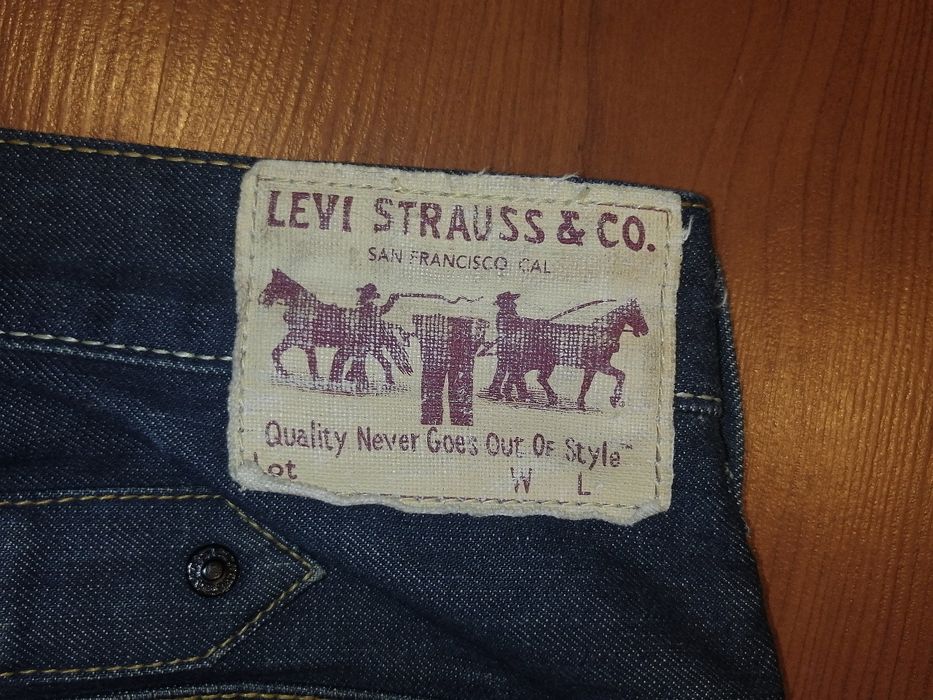 LEVI STRAUSS & CO.
SAN FRANCISCO CAL
Quality Never Goes Out Of Style™
Lot W L